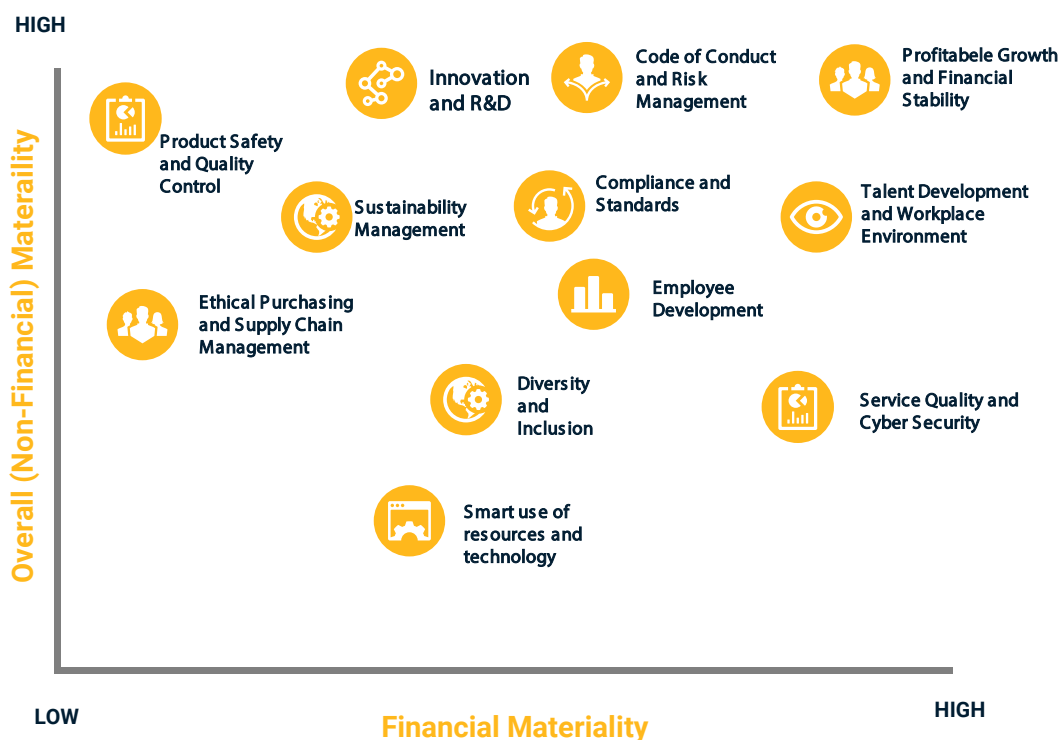 HIGH
Overall (Non-Financial) Materaility
Innovation
and R&D
Code of Conduct
and Risk
Management
Profitabele Growth
and Financial
Stability
Product Safety
and Quality
Control
Sustainability
Management
Compliance and
Standards
Talent Development
and Workplace
Environment
Ethical Purchasing
and Supply Chain
Management
Employee
Development
Diversity
and
Inclusion
Service Quality and
Cyber Security
Smart use of
resources and
technology
LOW
Financial Materiality
HIGH